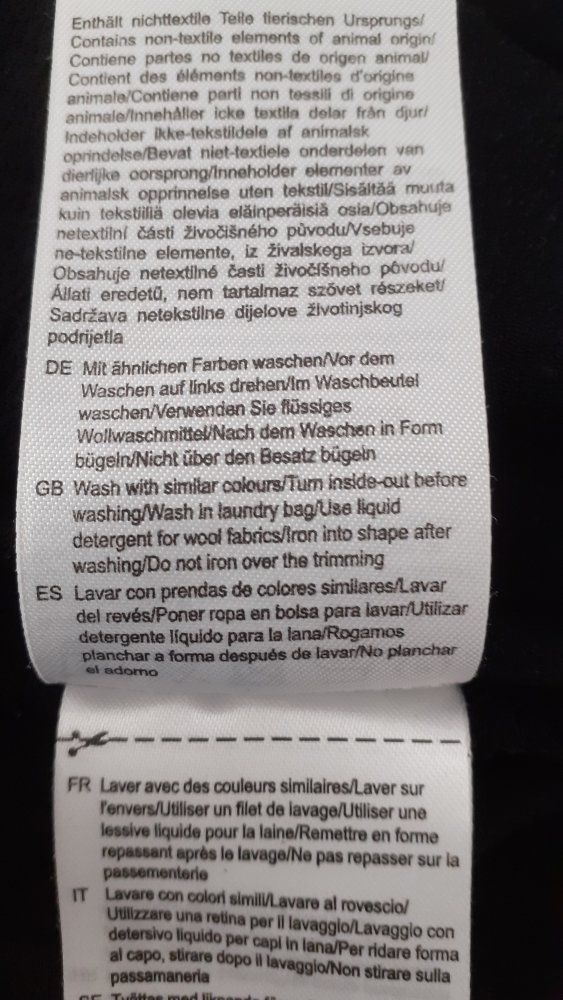 Enthält nichttextile Teile tierischen Ursprungs/
Contains non-textile elements of animal origin/
Contiene partes no textiles de origen animal/
Contient des éléments non-textiles d'origine
animale/Contiene parti non tessili di origine
animale/Innehåller icke textila delar från djur/
Indeholder ikke-tekstildele af animalsk
oprindelse/Bevat niet-textiele onderdelen van
dierlijke oorsprong/Inneholder elementer av
animalsk opprinnelse uten tekstil/Sisältää muuta
kuin tekstiiliä olevia eläinperäisiä osia/Obsahuje
netextilní části živočišného původu/Vsebuje
ne-tekstilne elemente, iz živalskega izvora/
Obsahuje netextilné časti živočíšneho pôvodu/
Állati eredetű, nem tartalmaz szövet részeket/
Sadržava netekstilne dijelove životinjskog
podrijetla
DE Mit ähnlichen Farben waschen/Vor dem
Waschen auf links drehen/Im Waschbeutel
waschen/Verwenden Sie flüssiges
Wollwaschmittel/Nach dem Waschen in Form
bügeln/Nicht über den Besatz bügeln
GB Wash with similar colours/Turn inside-out before
washing/Wash in laundry bag/Use liquid
detergent for wool fabrics/Iron into shape after
washing/Do not iron over the trimming
ES Lavar con prendas de colores similares/Lavar
del revés/Poner ropa en bolsa para lavar/Utilizar
detergente líquido para la lana/Rogamos
planchar a forma después de lavar/No planchar
el adorno
FR Laver avec des couleurs similaires/Laver sur
l'envers/Utiliser un filet de lavage/Utiliser une
lessive liquide pour la laine/Remettre en forme
repassant après le lavage/Ne pas repasser sur la
passementerie
IT Lavare con colori simili/Lavare al rovescio/
Utilizzare una retina per il lavaggio/Lavaggio con
detersivo liquido per capi in lana/Per ridare forma
al capo, stirare dopo il lavaggio/Non stirare sulla
passamaneria